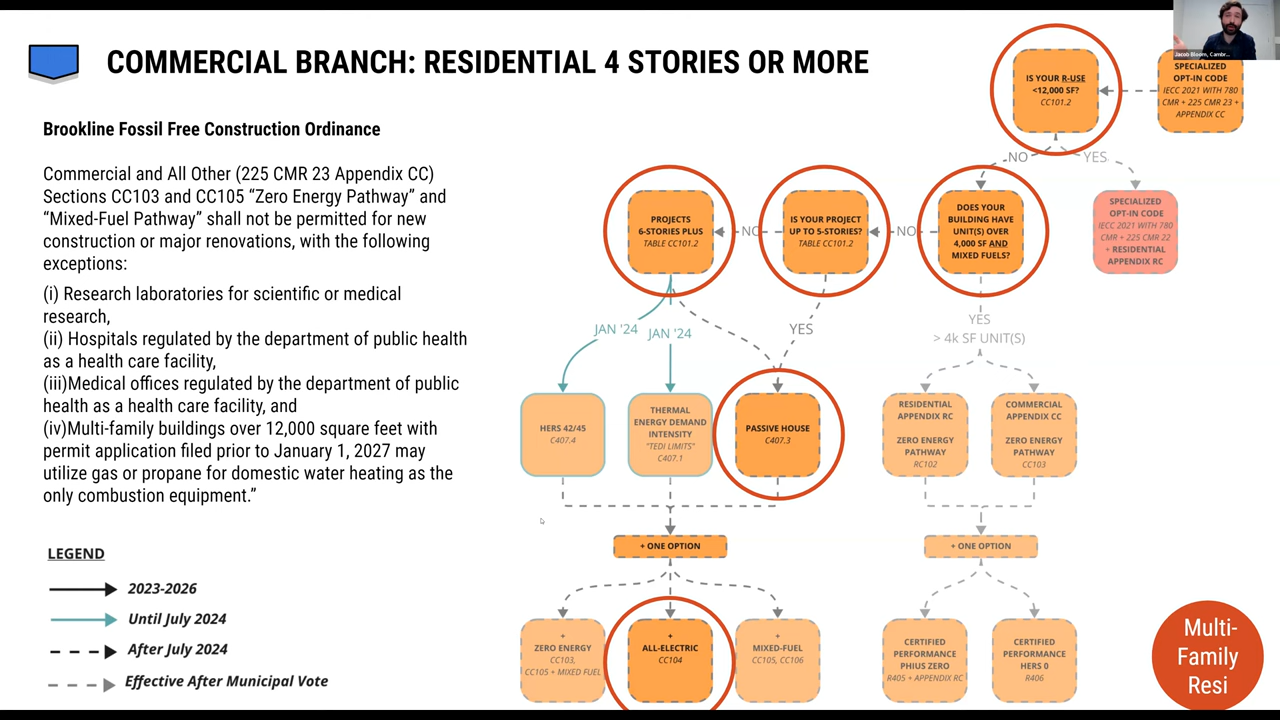 COMMERCIAL BRANCH: RESIDENTIAL 4 STORIES OR MORE
Brookline Fossil Free Construction Ordinance
Commercial and All Other (225 CMR 23 Appendix CC)
Sections CC103 and CC105 “Zero Energy Pathway” and
“Mixed-Fuel Pathway” shall not be permitted for new
construction or major renovations, with the following
exceptions:
(i) Research laboratories for scientific or medical
research,
(ii) Hospitals regulated by the department of public health
as a health care facility,
(iii)Medical offices regulated by the department of public
health as a health care facility, and
(iv)Multi-family buildings over 12,000 square feet with
permit application filed prior to January 1, 2027 may
utilize gas or propane for domestic water heating as the
only combustion equipment.”
LEGEND
2023-2026
Until July 2024
After July 2024
Effective After Municipal Vote
Jacob Bloom, Cambr...
IS YOUR R-USE
<12,000 SF?
CC101.2
SPECIALIZED
OPT-IN CODE
IECC 2021 WITH 780
CMR + 225 CMR 23 +
APPENDIX CC
NO
YES
PROJECTS
6-STORIES PLUS
TABLE CC101.2
NO
IS YOUR PROJECT
UP TO 5-STORIES?
TABLE CC101.2
NO
DOES YOUR
BUILDING HAVE
UNIT(S) OVER
4,000 SF AND
MIXED FUELS?
SPECIALIZED
OPT-IN CODE
IECC 2021 WITH 780
CMR + 225 CMR 22
+ RESIDENTIAL
APPENDIX RC
JAN '24
JAN '24
YES
YES
> 4k SF UNIT(S)
HERS 42/45
C407.4
THERMAL
ENERGY DEMAND
INTENSITY
"TEDI LIMITS"
C407.1
PASSIVE HOUSE
C407.3
RESIDENTIAL
APPENDIX RC
ZERO ENERGY
PATHWAY
RC102
COMMERCIAL
APPENDIX CC
ZERO ENERGY
PATHWAY
CC103
+ ONE OPTION
+ ONE OPTION
+
ZERO ENERGY
CC103,
CC105 + MIXED FUEL
+
ALL-ELECTRIC
CC104
+
MIXED-FUEL
CC105, CC106
CERTIFIED
PERFORMANCE
PHIUS ZERO
R405 + APPENDIX RC
CERTIFIED
PERFORMANCE
HERS 0
R406
Multi-
Family
Resi